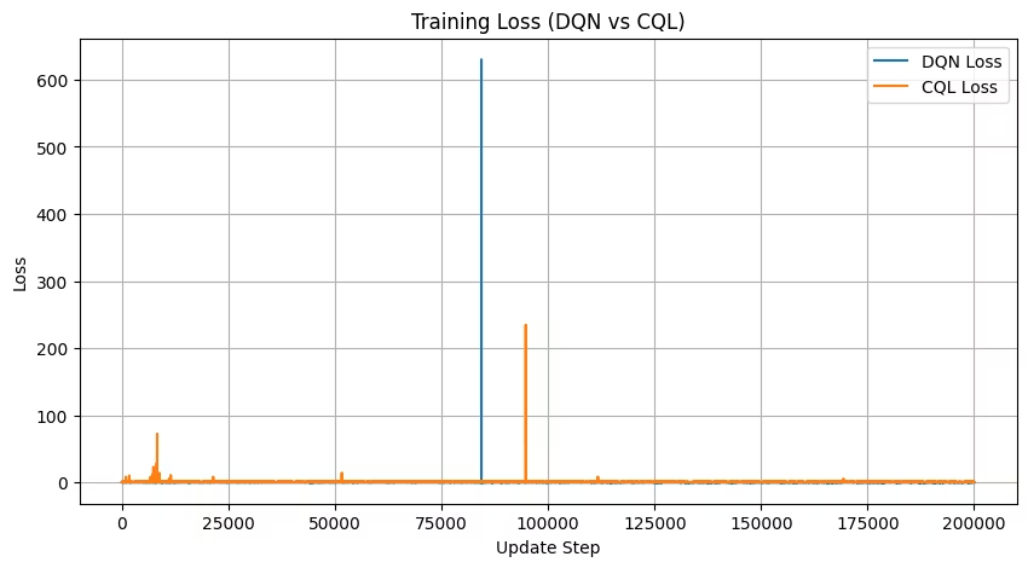 Training Loss (DQN vs CQL)
DQN Loss
CQL Loss
600
500
400
300
200
100
0
Loss
0 25000 50000 75000 100000 125000 150000 175000 200000
Update Step